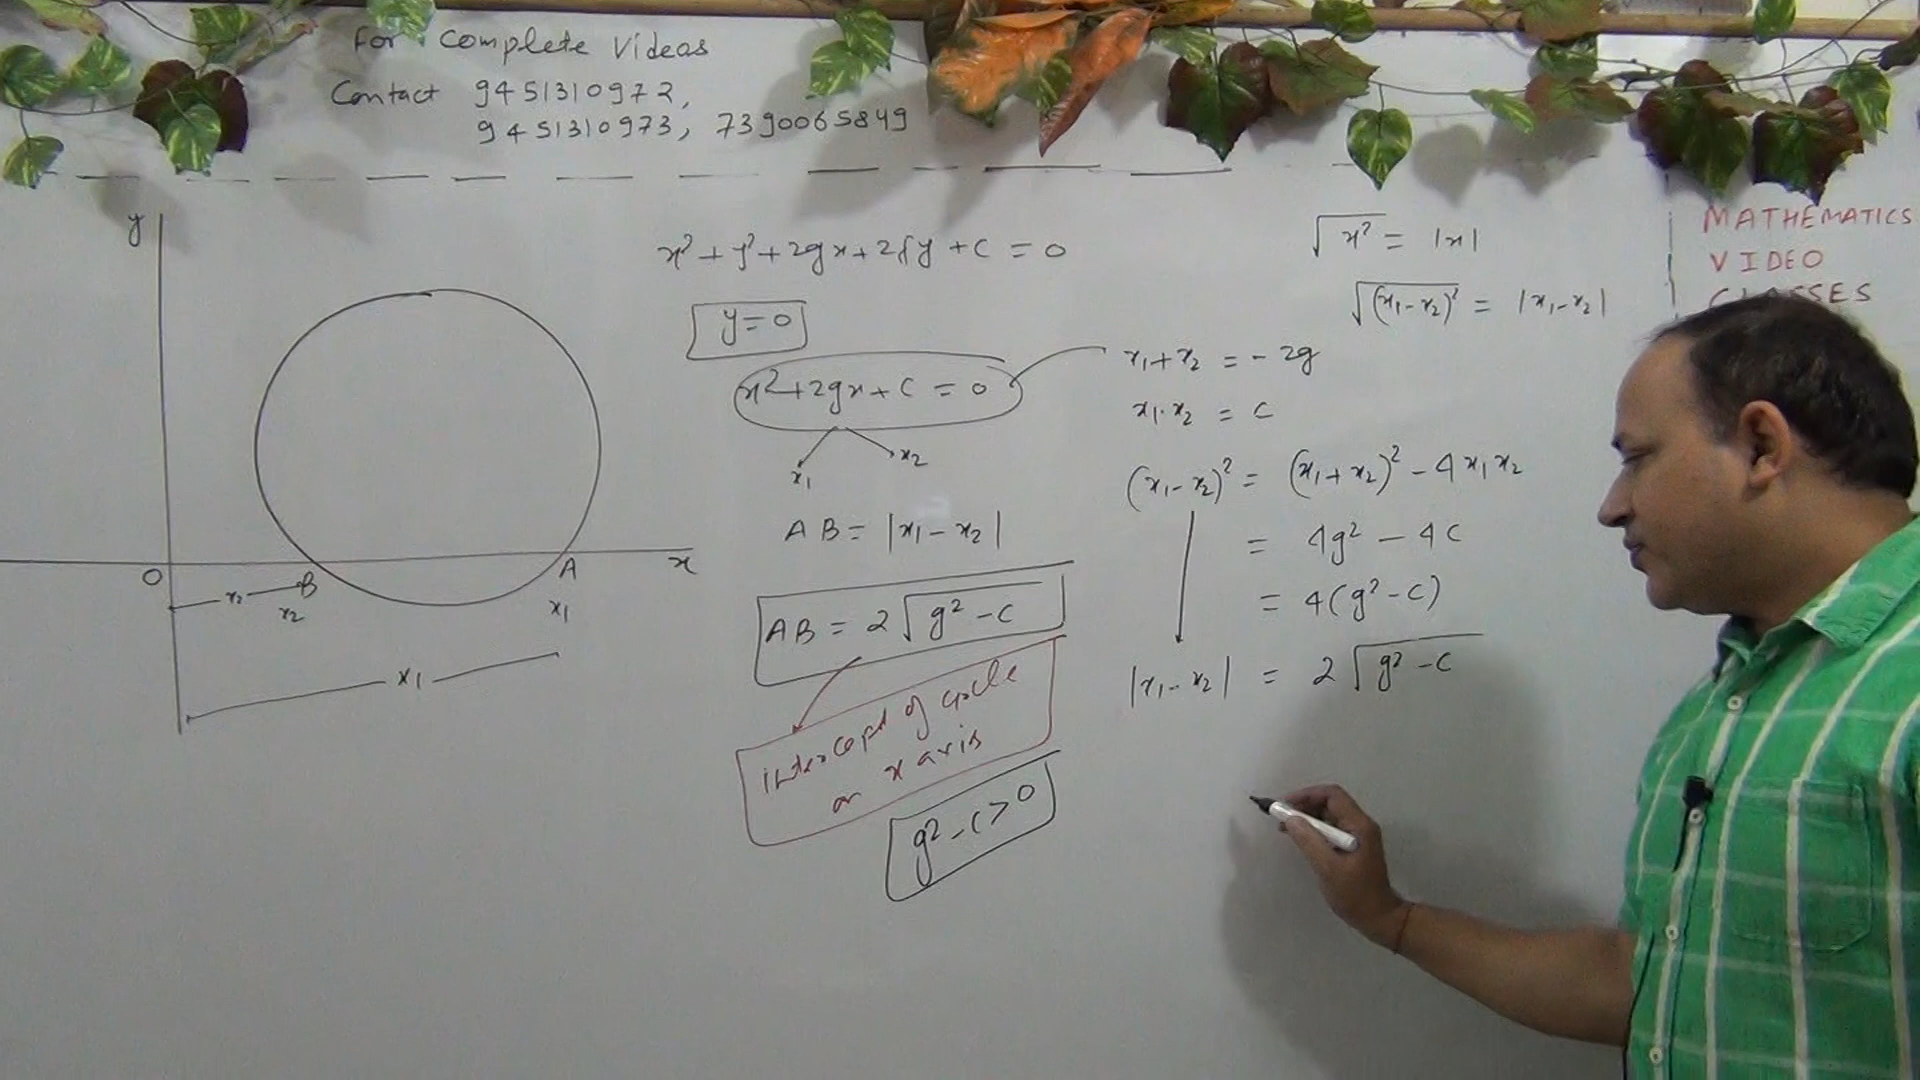 For Complete Videos
Contact 9451310972,
9451310973, 7390065849
MATHEMATICS
VIDEO
CLASSES
y
O
x
B
A
x₂
x₂
x₁
x₁
x² + y² + 2gx + 2fy + c = 0
y = 0
x² + 2gx + c = 0
x₁ x₂
AB = |x₁ - x₂|
AB = 2√(g² - c)
intercept of circle
on x axis
g² - c > 0
√x² = |x|
√(x₁ - x₂)² = |x₁ - x₂|
x₁ + x₂ = - 2g
x₁ · x₂ = c
(x₁ - x₂)² = (x₁ + x₂)² - 4x₁x₂
= 4g² - 4c
= 4(g² - c)
|x₁ - x₂| = 2√(g² - c)